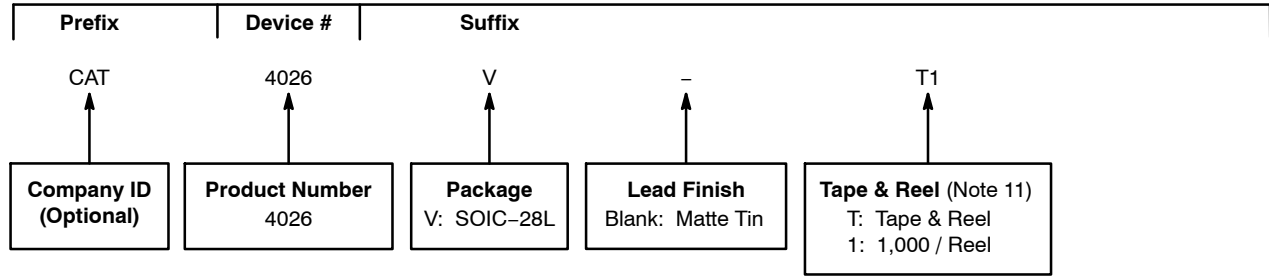 Prefix Device # Suffix
CAT 4026 V – T1
Company ID
(Optional)
Product Number
4026
Package
V: SOIC−28L
Lead Finish
Blank: Matte Tin
Tape & Reel (Note 11)
T: Tape & Reel
1: 1,000 / Reel